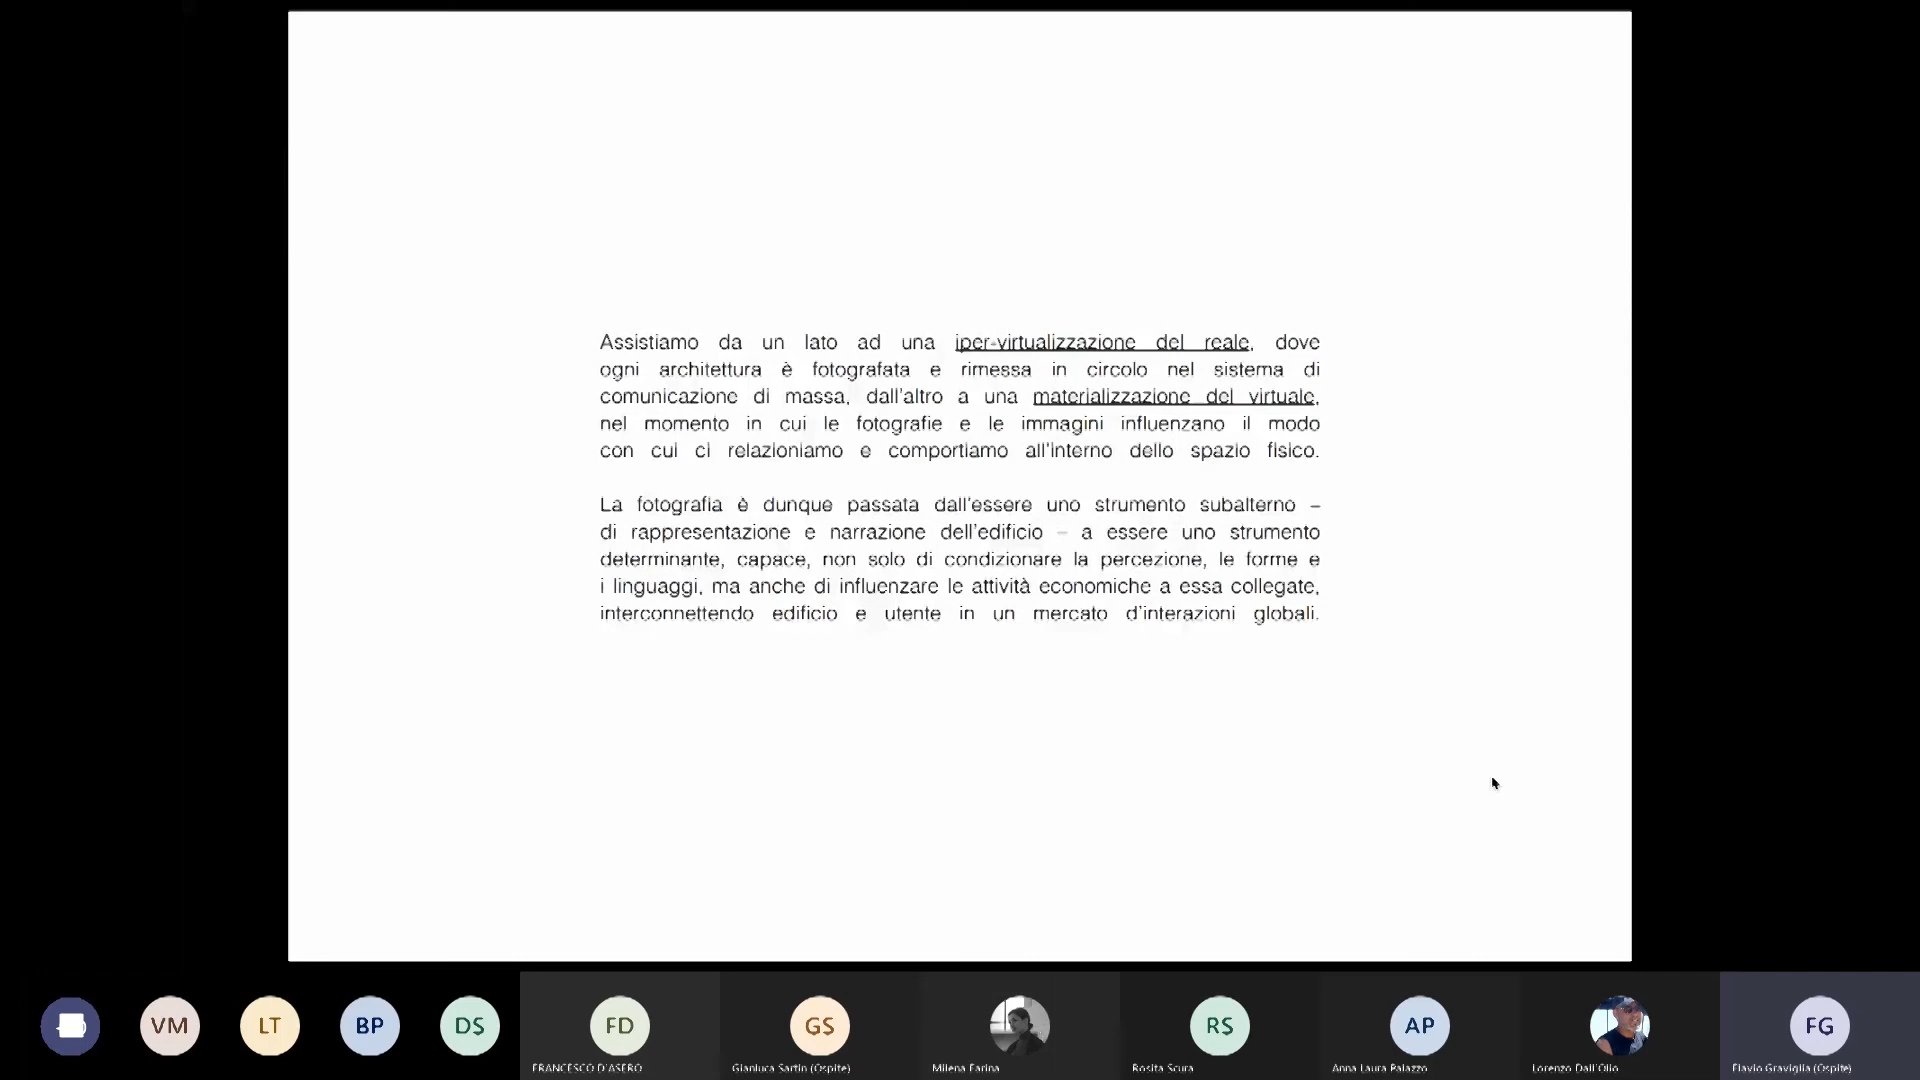 Assistiamo da un lato ad una iper-virtualizzazione del reale, dove
ogni architettura è fotografata e rimessa in circolo nel sistema di
comunicazione di massa, dall'altro a una materializzazione del virtuale,
nel momento in cui le fotografie e le immagini influenzano il modo
con cui ci relazioniamo e comportiamo all'interno dello spazio fisico.
La fotografia è dunque passata dall'essere uno strumento subalterno –
di rappresentazione e narrazione dell'edificio – a essere uno strumento
determinante, capace, non solo di condizionare la percezione, le forme e
i linguaggi, ma anche di influenzare le attività economiche a essa collegate,
interconnettendo edificio e utente in un mercato d'interazioni globali.
VM LT BP DS FD GS RS AP FG
FRANCESCO D'ASERO Gianluca Sartin (Ospite) Milena Farina Rosita Scura Anna Laura Palazzo Lorenzo Dall'Olio Flavio Graviglia (Ospite)